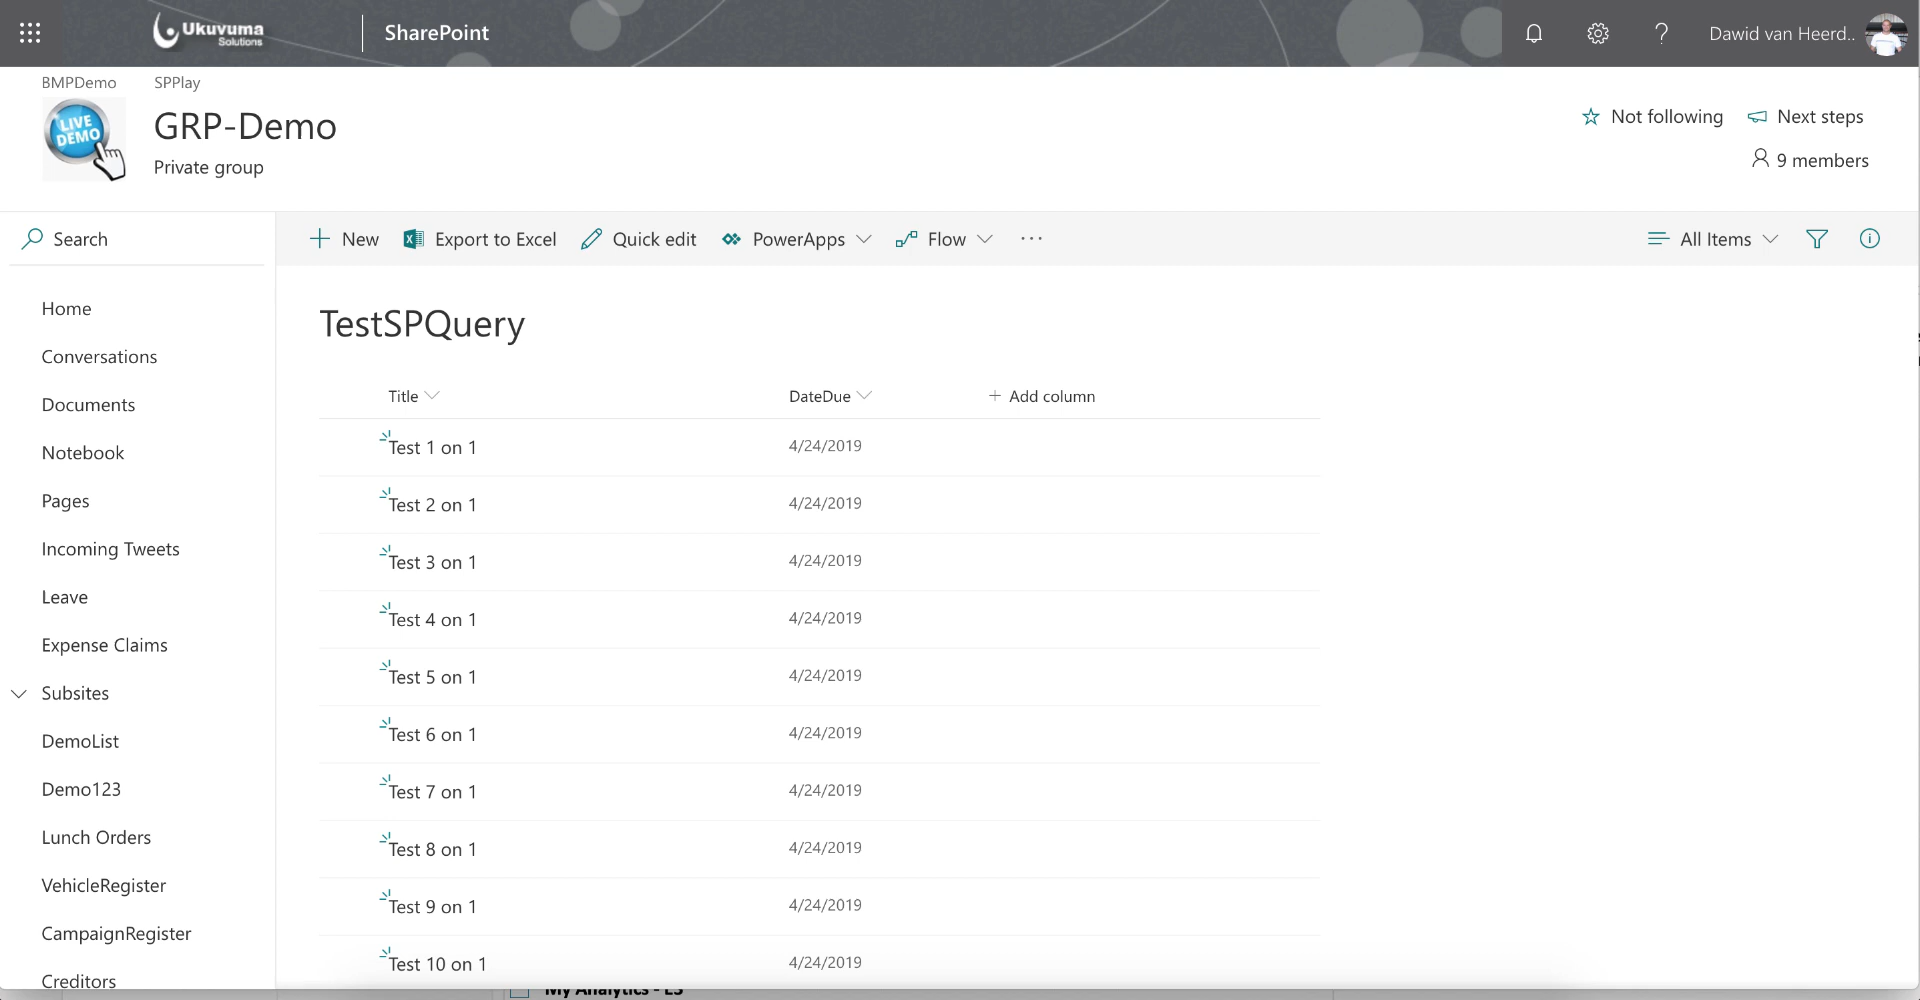 Ukuvuma
Solutions
SharePoint
Dawid van Heerd..
BMPDemo SPPlay
LIVE
DEMO
GRP-Demo
Private group
Not following Next steps
9 members
Search
New Export to Excel Quick edit PowerApps Flow ···
All Items
Home
Conversations
Documents
Notebook
Pages
Incoming Tweets
Leave
Expense Claims
Subsites
DemoList
Demo123
Lunch Orders
VehicleRegister
CampaignRegister
Creditors
TestSPQuery
Title DateDue + Add column
Test 1 on 1 4/24/2019
Test 2 on 1 4/24/2019
Test 3 on 1 4/24/2019
Test 4 on 1 4/24/2019
Test 5 on 1 4/24/2019
Test 6 on 1 4/24/2019
Test 7 on 1 4/24/2019
Test 8 on 1 4/24/2019
Test 9 on 1 4/24/2019
Test 10 on 1 4/24/2019
My Analytics - E5